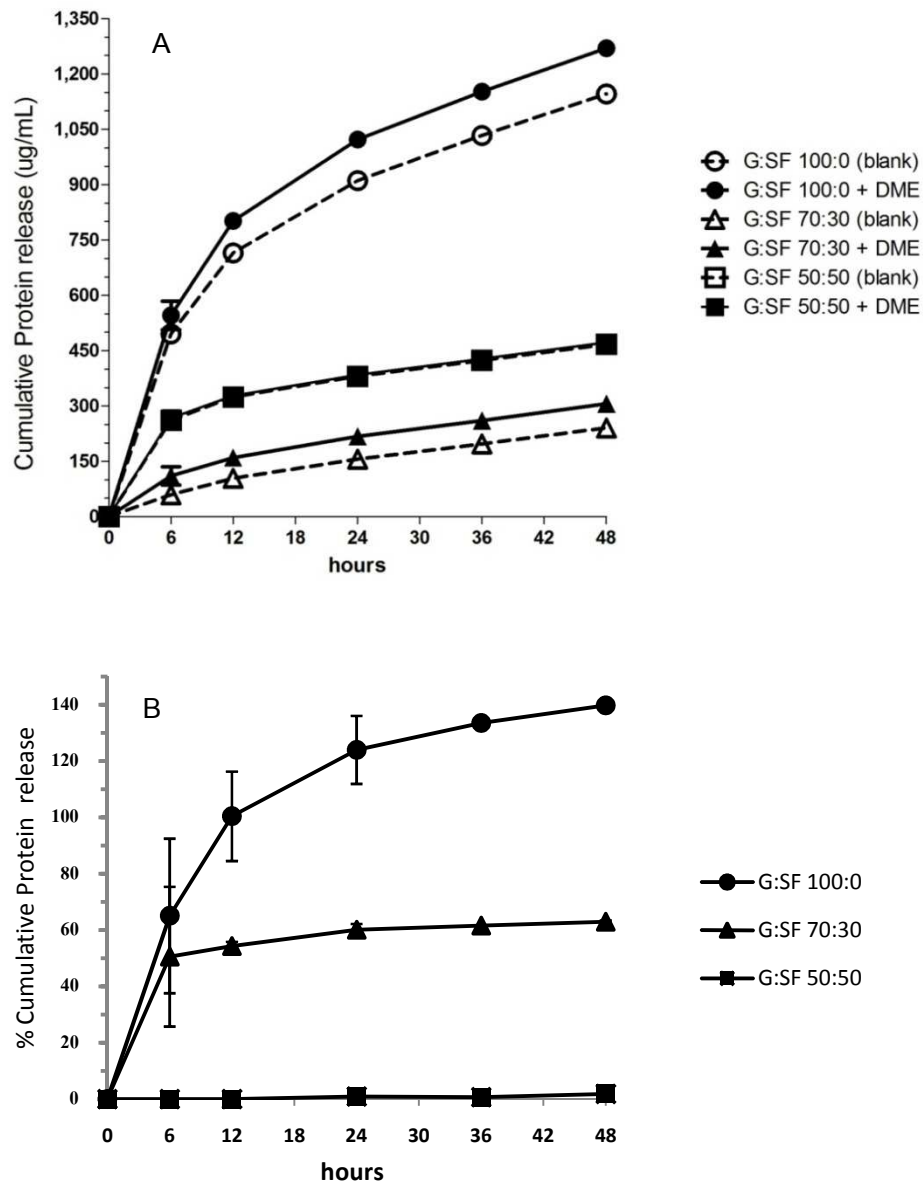 A
Cumulative Protein release (ug/mL)
1,350
1,200
1,050
900
750
600
450
300
150
0
0 6 12 18 24 30 36 42 48
hours
G:SF 100:0 (blank)
G:SF 100:0 + DME
G:SF 70:30 (blank)
G:SF 70:30 + DME
G:SF 50:50 (blank)
G:SF 50:50 + DME
B
% Cumulative Protein release
140
120
100
80
60
40
20
0
0 6 12 18 24 30 36 42 48
hours
G:SF 100:0
G:SF 70:30
G:SF 50:50